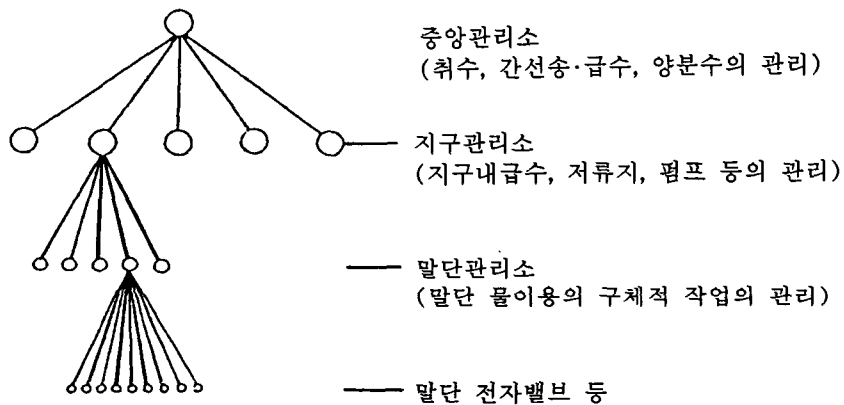 중앙관리소
(취수, 간선송·급수, 양분수의 관리)
지구관리소
(지구내급수, 저류지, 펌프 등의 관리)
말단관리소
(말단 물이용의 구체적 작업의 관리)
말단 전자밸브 등